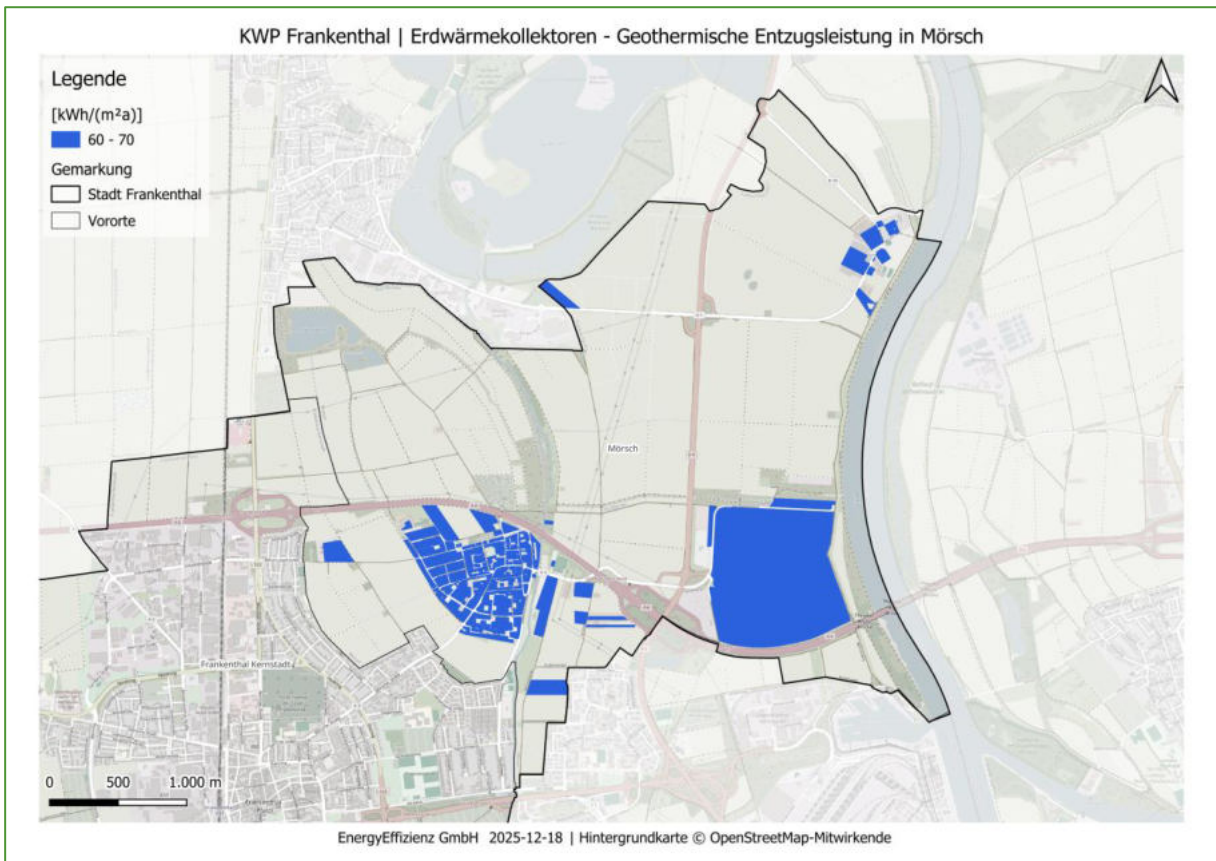 KWP Frankenthal | Erdwärmekollektoren - Geothermische Entzugsleistung in Mörsch
Legende
[kWh/(m²a)]
60 - 70
Gemarkung
Stadt Frankenthal
Vororte
Mörsch
Frankenthal Kernstadt
0 500 1.000 m
EnergyEffizienz GmbH 2025-12-18 | Hintergrundkarte © OpenStreetMap-Mitwirkende